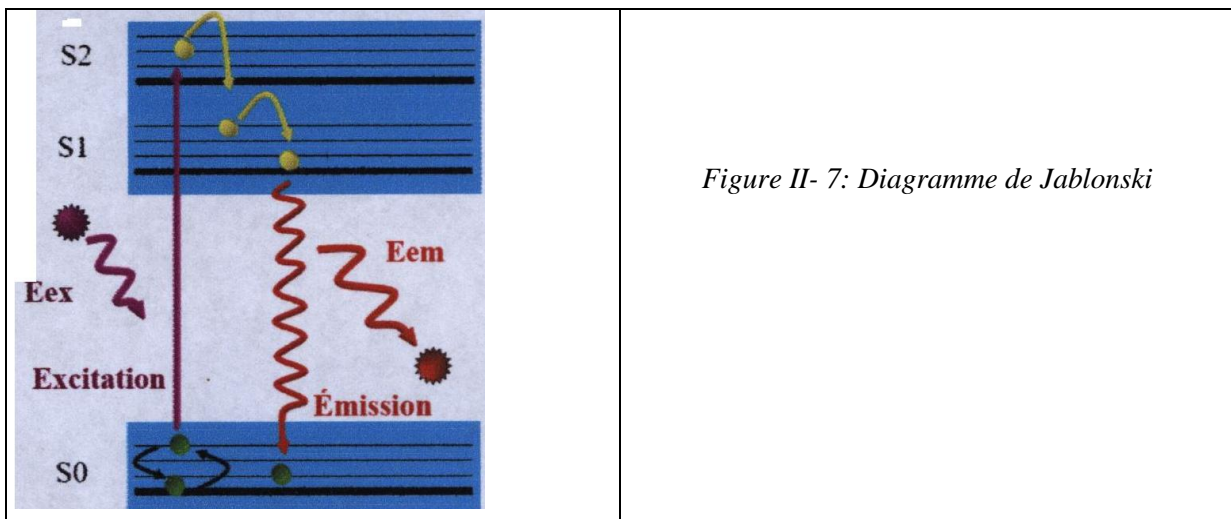 S2
S1
Eex
Eem
Excitation
Émission
S0
Figure II- 7: Diagramme de Jablonski